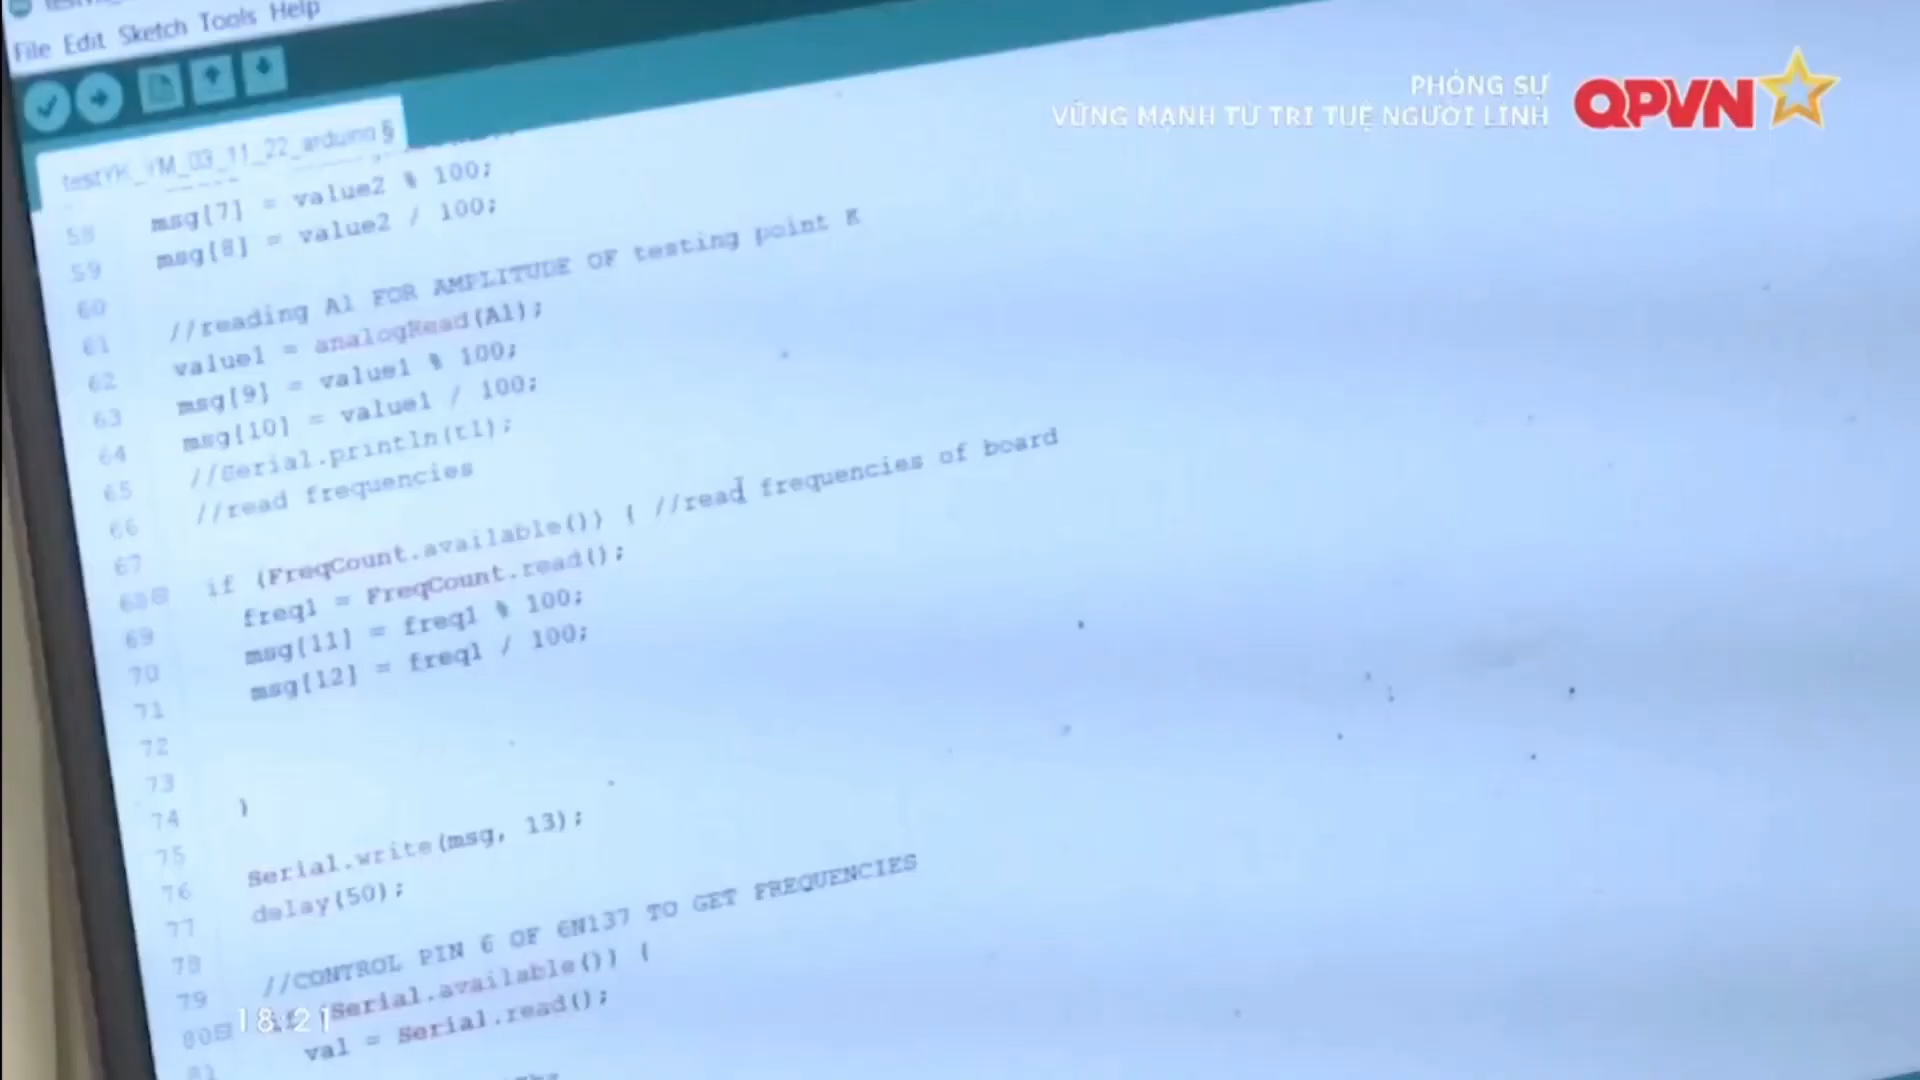 File Edit Sketch Tools Help
PHÓNG SỰ
VỮNG MẠNH TỪ TRÍ TUỆ NGƯỜI LÍNH
QPVN
testYK_YM_03_11_22_arduino §
58 msg[7] = value2 % 100;
59 msg[8] = value2 / 100;
60
61 //reading A1 FOR AMPLITUDE OF testing point K
62 value1 = analogRead(A1);
63 msg[9] = value1 % 100;
64 msg[10] = value1 / 100;
65 //Serial.println(t1);
66 //read frequencies
67
68 if (FreqCount.available()) { //read frequencies of board
69 freq1 = FreqCount.read();
70 msg[11] = freq1 % 100;
71 msg[12] = freq1 / 100;
72
73
74 }
75
76 Serial.write(msg, 13);
77 delay(50);
78
79 //CONTROL PIN 6 OF 6N137 TO GET FREQUENCIES
80 if (Serial.available()) {
81 val = Serial.read();
18:21